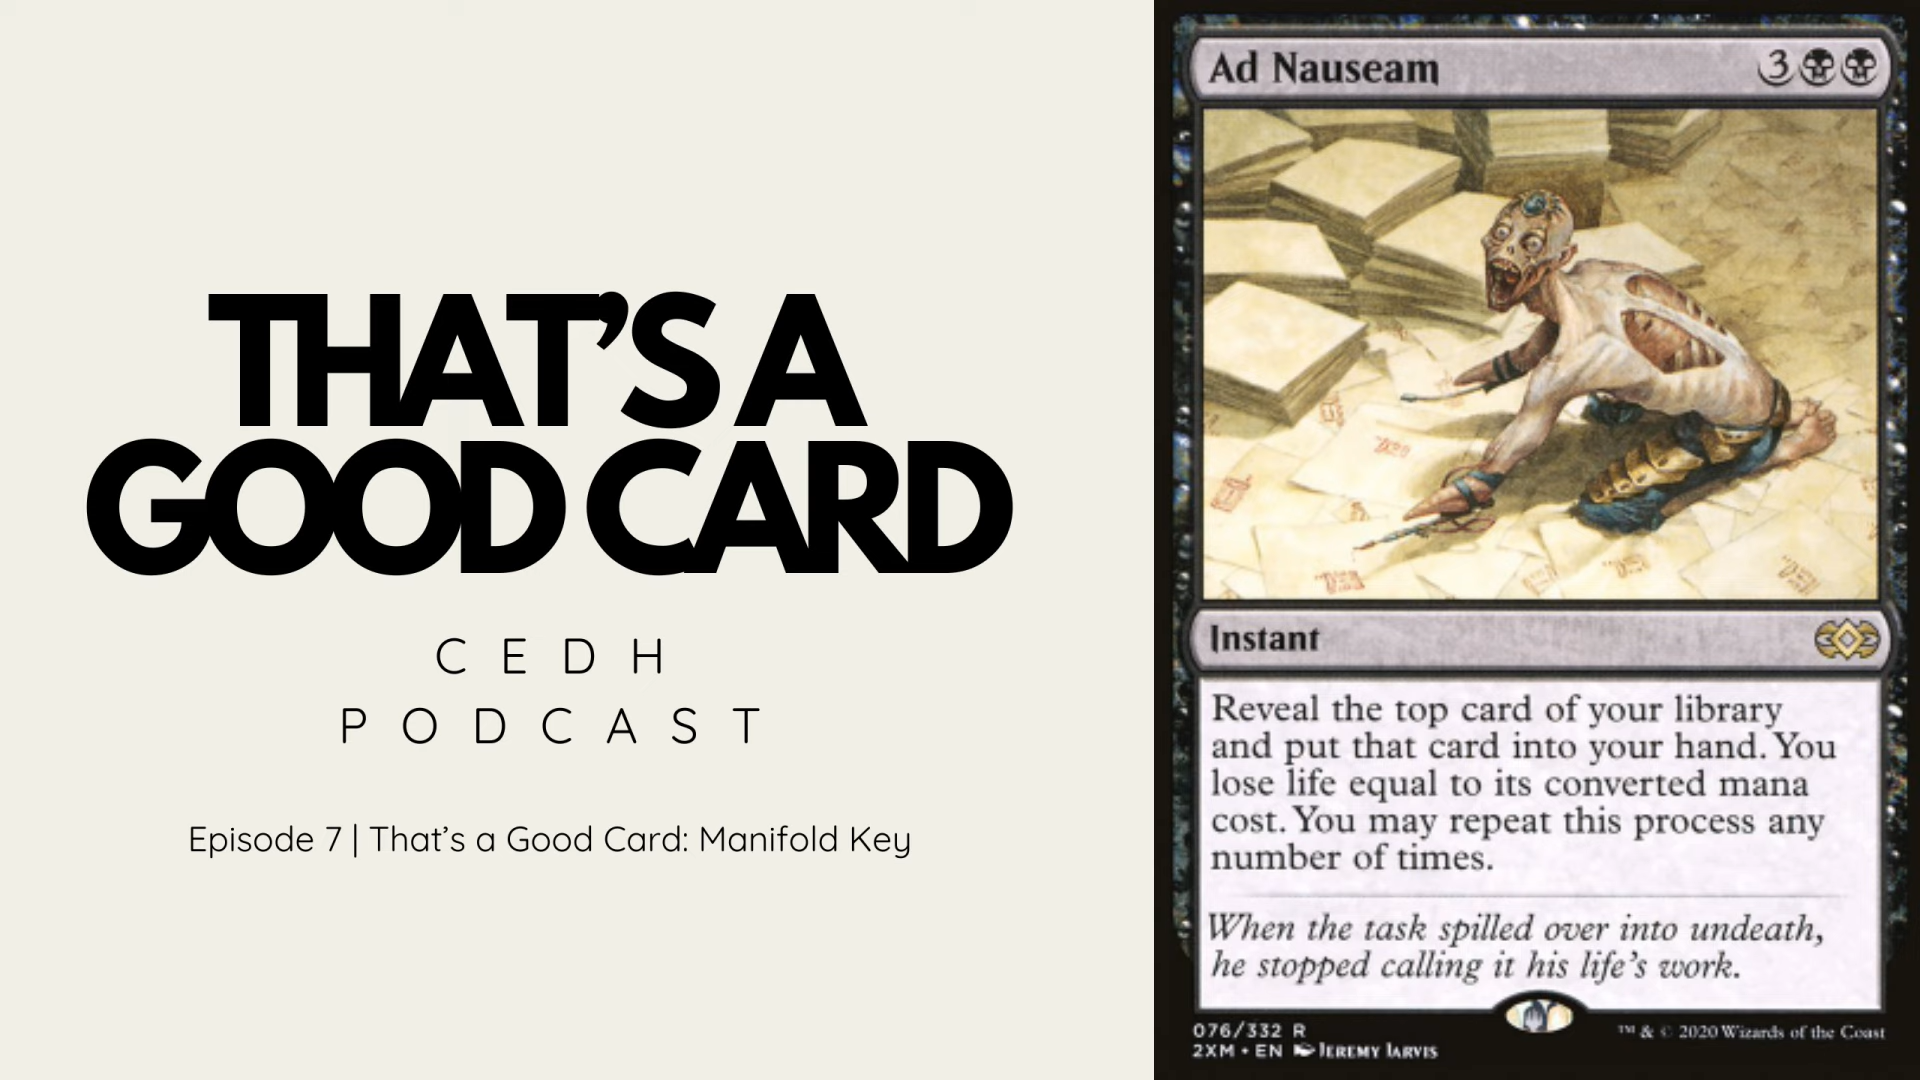 THAT'S A
GOOD CARD
CEDH
PODCAST
Episode 7 | That's a Good Card: Manifold Key
Ad Nauseam
3
Instant
Reveal the top card of your library
and put that card into your hand. You
lose life equal to its converted mana
cost. You may repeat this process any
number of times.
When the task spilled over into undeath,
he stopped calling it his life's work.
076/332 R
2XM • EN JEREMY JARVIS
™ & © 2020 Wizards of the Coast